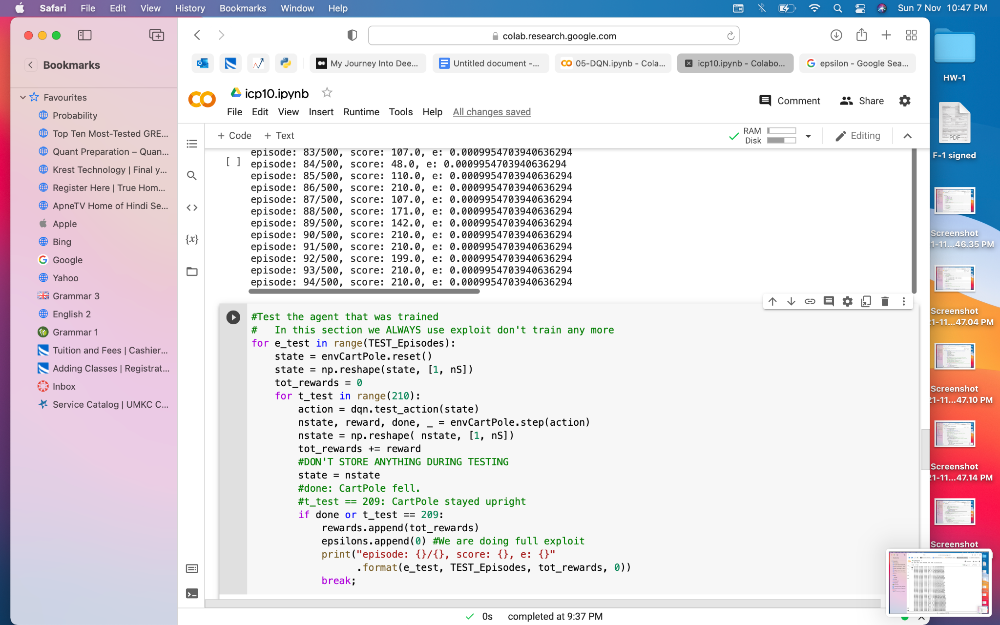 Safari File Edit View History Bookmarks Window Help
Sun 7 Nov 10:47 PM
colab.research.google.com
My Journey Into Dee...
Untitled document -...
05-DQN.ipynb - Cola...
icp10.ipynb - Colabo...
epsilon - Google Sea...
Bookmarks
Favourites
Probability
Top Ten Most-Tested GRE...
Quant Preparation – Quan...
Krest Technology | Final y...
Register Here | True Hom...
ApneTV Home of Hindi Se...
Apple
Bing
Google
Yahoo
Grammar 3
English 2
Grammar 1
Tuition and Fees | Cashier...
Adding Classes | Registrat...
Inbox
Service Catalog | UMKC C...
icp10.ipynb
Comment
Share
File Edit View Insert Runtime Tools Help All changes saved
+ Code + Text
RAM
Disk
Editing
[ ]
episode: 83/500, score: 107.0, e: 0.0009954703940636294
episode: 84/500, score: 48.0, e: 0.0009954703940636294
episode: 85/500, score: 110.0, e: 0.0009954703940636294
episode: 86/500, score: 210.0, e: 0.0009954703940636294
episode: 87/500, score: 107.0, e: 0.0009954703940636294
episode: 88/500, score: 171.0, e: 0.0009954703940636294
episode: 89/500, score: 142.0, e: 0.0009954703940636294
episode: 90/500, score: 210.0, e: 0.0009954703940636294
episode: 91/500, score: 210.0, e: 0.0009954703940636294
episode: 92/500, score: 199.0, e: 0.0009954703940636294
episode: 93/500, score: 210.0, e: 0.0009954703940636294
episode: 94/500, score: 210.0, e: 0.0009954703940636294
#Test the agent that was trained
#   In this section we ALWAYS use exploit don't train any more
for e_test in range(TEST_Episodes):
    state = envCartPole.reset()
    state = np.reshape(state, [1, nS])
    tot_rewards = 0
    for t_test in range(210):
        action = dqn.test_action(state)
        nstate, reward, done, _ = envCartPole.step(action)
        nstate = np.reshape( nstate, [1, nS])
        tot_rewards += reward
        #DON'T STORE ANYTHING DURING TESTING
        state = nstate
        #done: CartPole fell.
        #t_test == 209: CartPole stayed upright
        if done or t_test == 209:
            rewards.append(tot_rewards)
            epsilons.append(0) #We are doing full exploit
            print("episode: {}/{}, score: {}, e: {}"
                  .format(e_test, TEST_Episodes, tot_rewards, 0))
            break;
0s completed at 9:37 PM
HW-1
PDF
F-1 signed
Screenshot
1-11...46.35 PM
Screenshot
1-11...47.04 PM
Screenshot
21-11...47.10 PM
Screenshot
21-11...47.14 PM
Screenshot